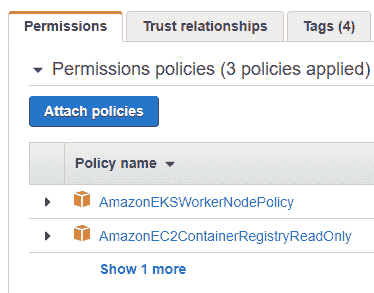 Permissions Trust relationships Tags (4)
Permissions policies (3 policies applied)
Attach policies
Policy name
AmazonEKSWorkerNodePolicy
AmazonEC2ContainerRegistryReadOnly
Show 1 more